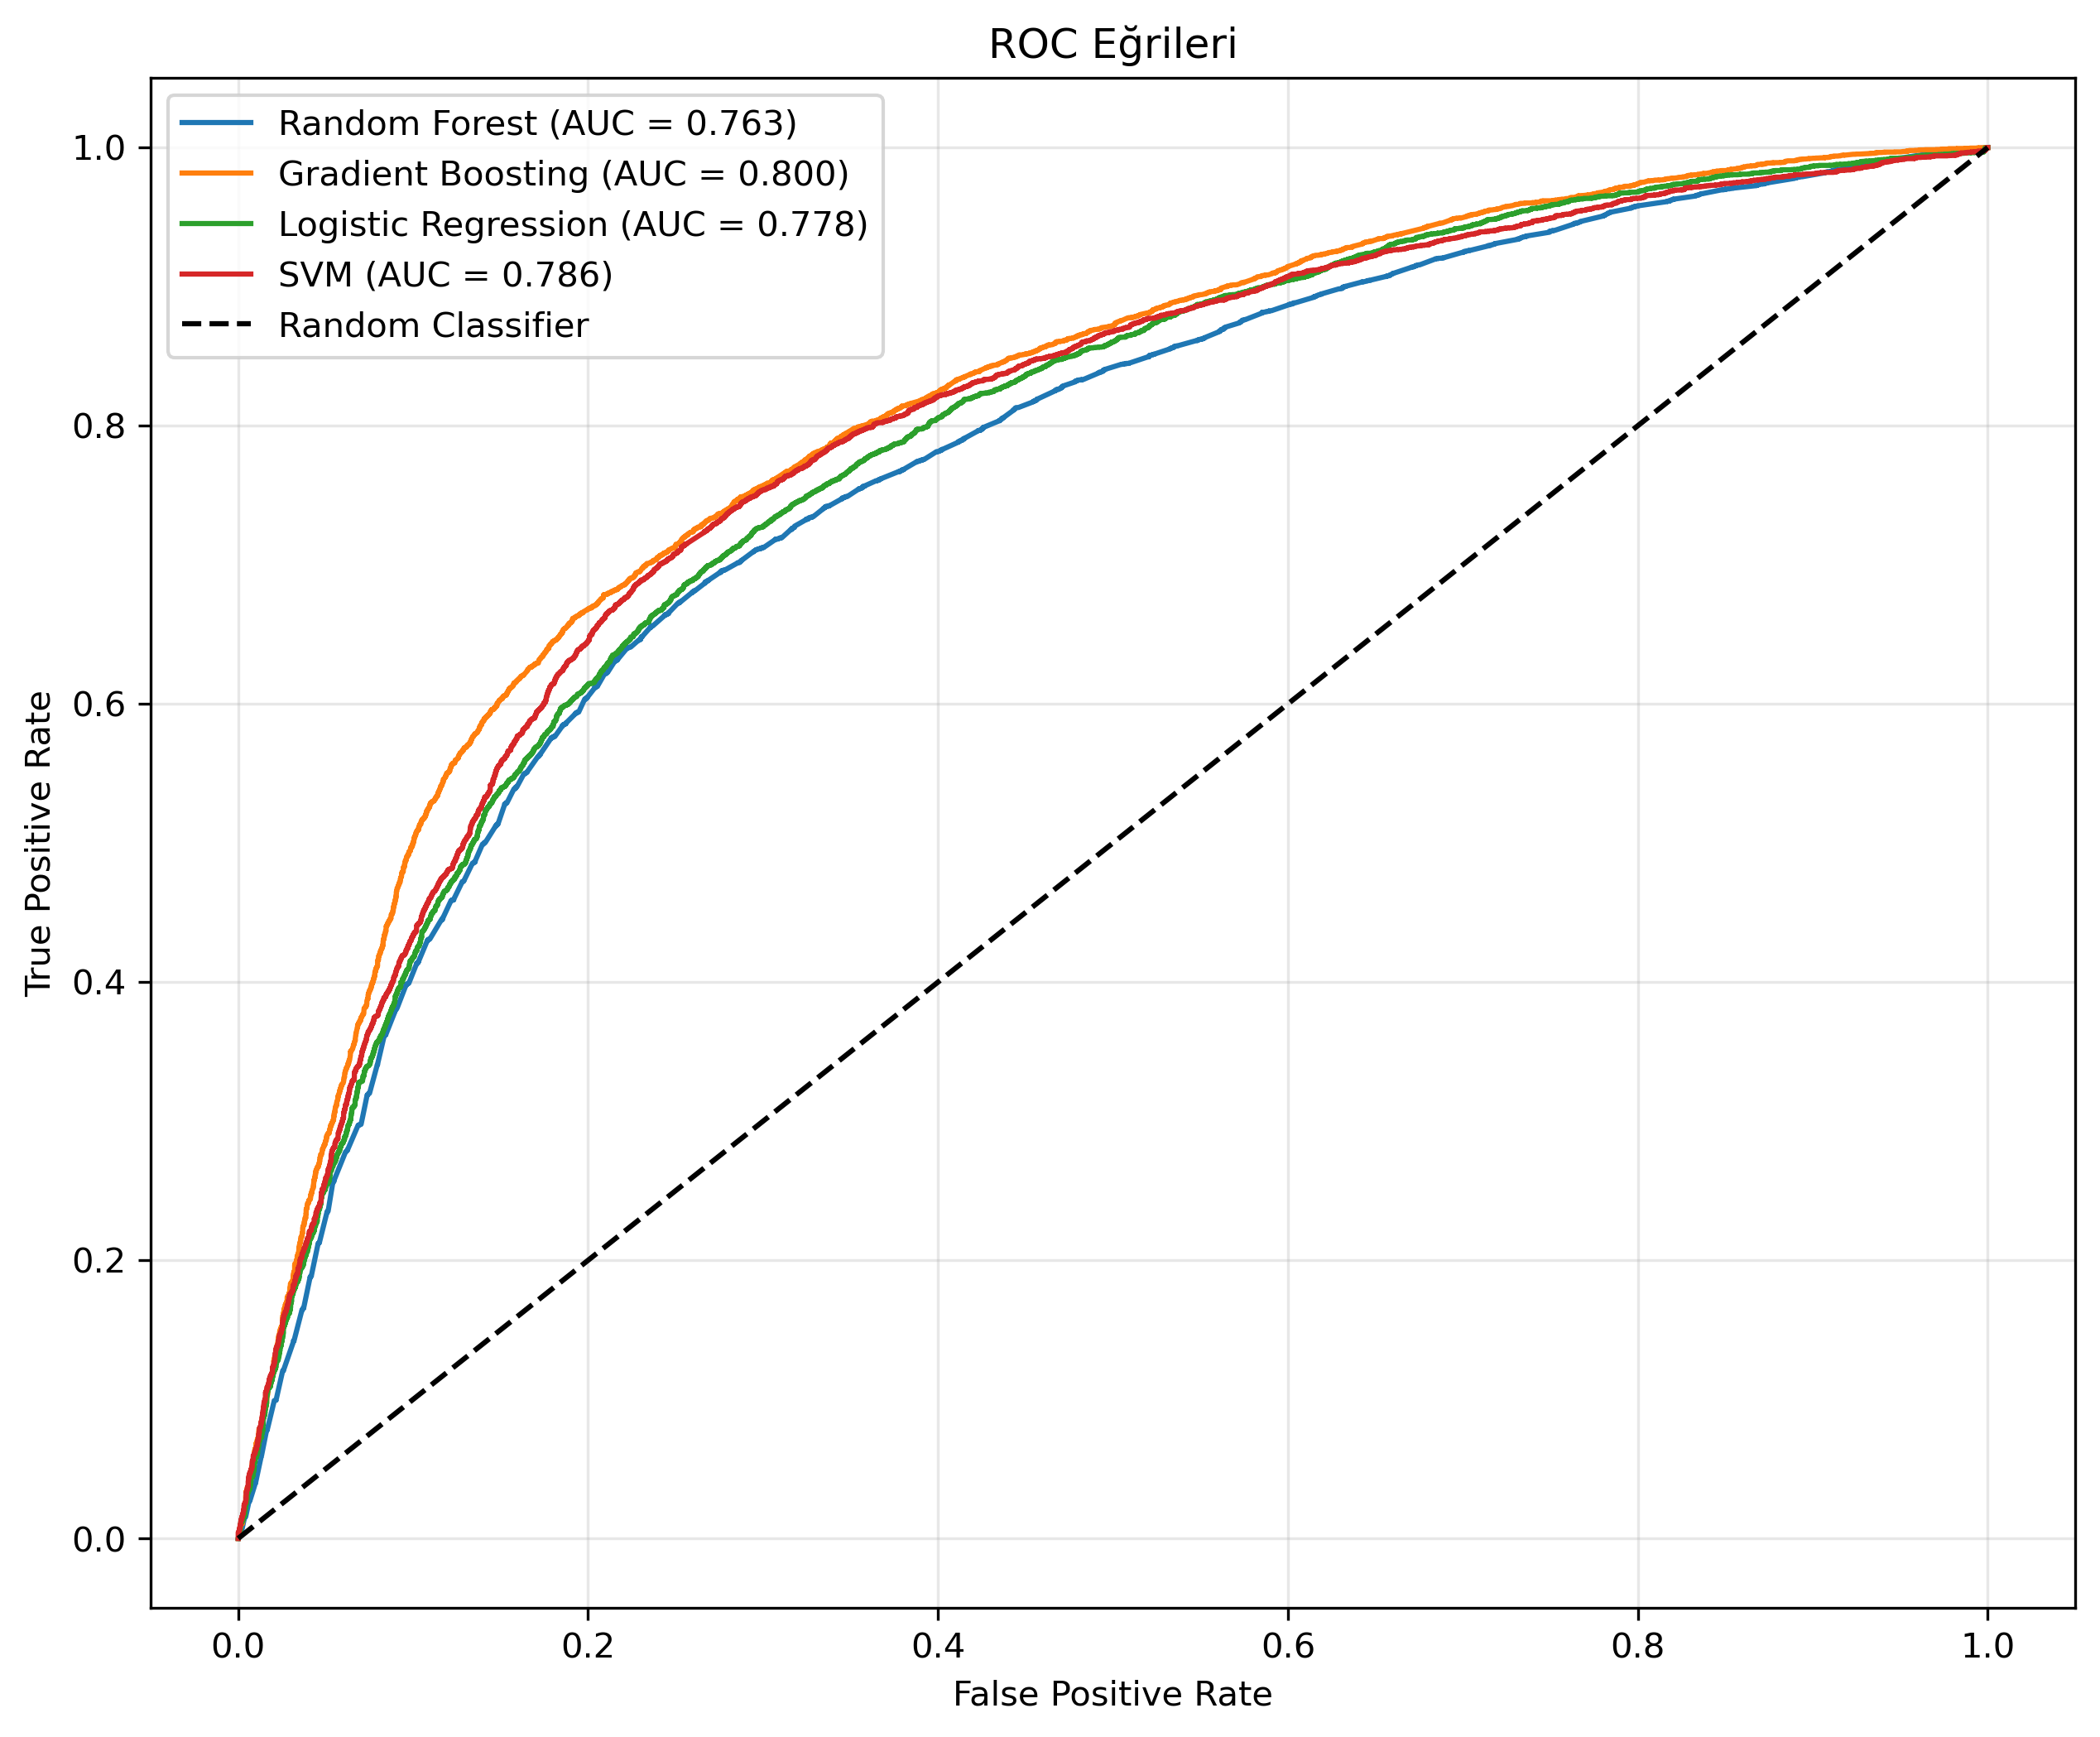 ROC Eğrileri
Random Forest (AUC = 0.763)
Gradient Boosting (AUC = 0.800)
Logistic Regression (AUC = 0.778)
SVM (AUC = 0.786)
Random Classifier
True Positive Rate
1.0
0.8
0.6
0.4
0.2
0.0
0.0 0.2 0.4 0.6 0.8 1.0
False Positive Rate